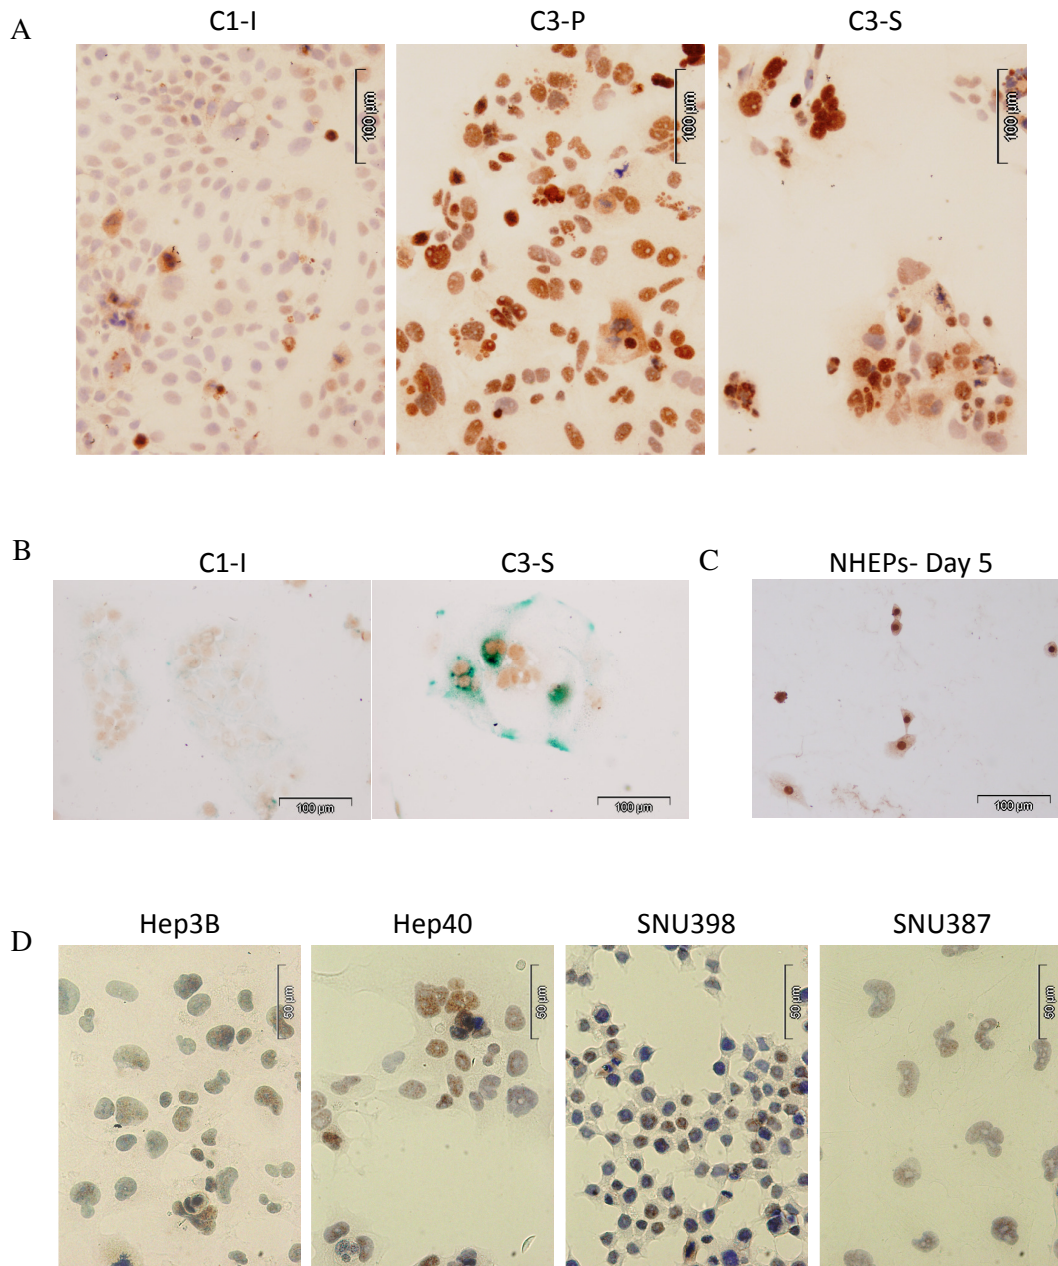 A
C1-I C3-P C3-S
100 µm 100 µm 100 µm
B C
C1-I C3-S NHEPs- Day 5
100 µm 100 µm 100 µm
D
Hep3B Hep40 SNU398 SNU387
50 µm 50 µm 50 µm 50 µm